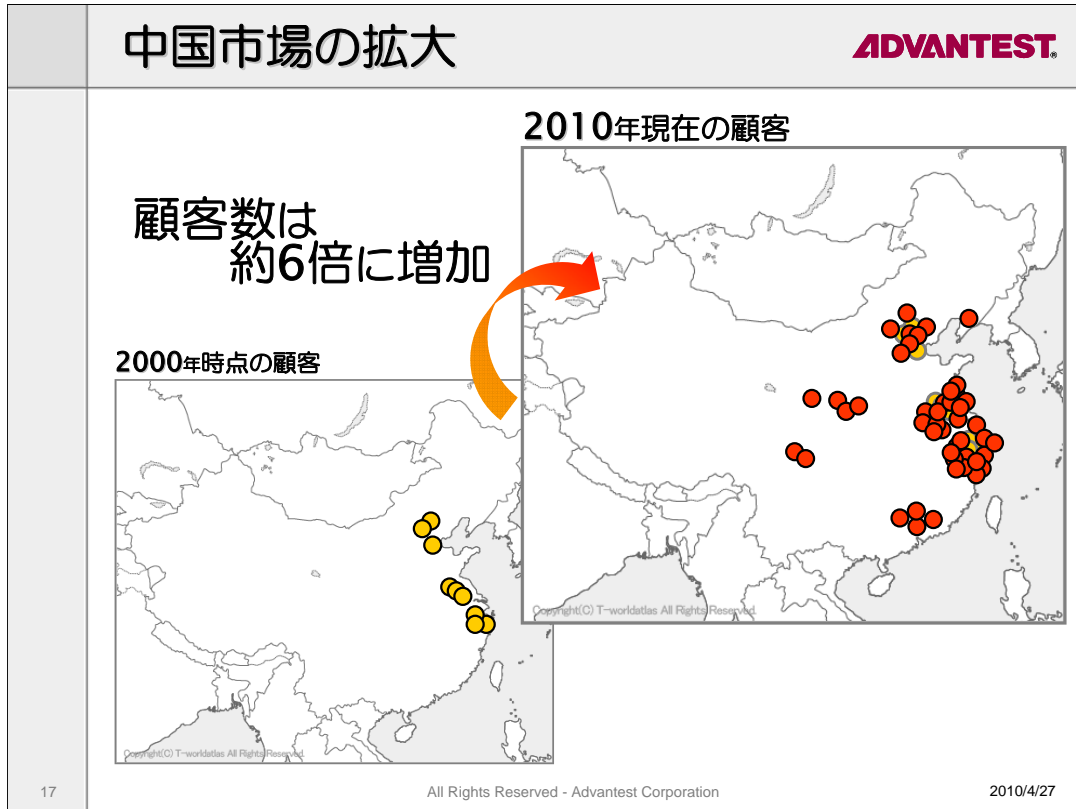 中国市場の拡大
ADVANTEST®
2010年現在の顧客
顧客数は
約6倍に増加
2000年時点の顧客
Copyright(C) T-worldatlas All Rights Reserved.
Copyright(C) T-worldatlas All Rights Reserved.
17
All Rights Reserved - Advantest Corporation
2010/4/27